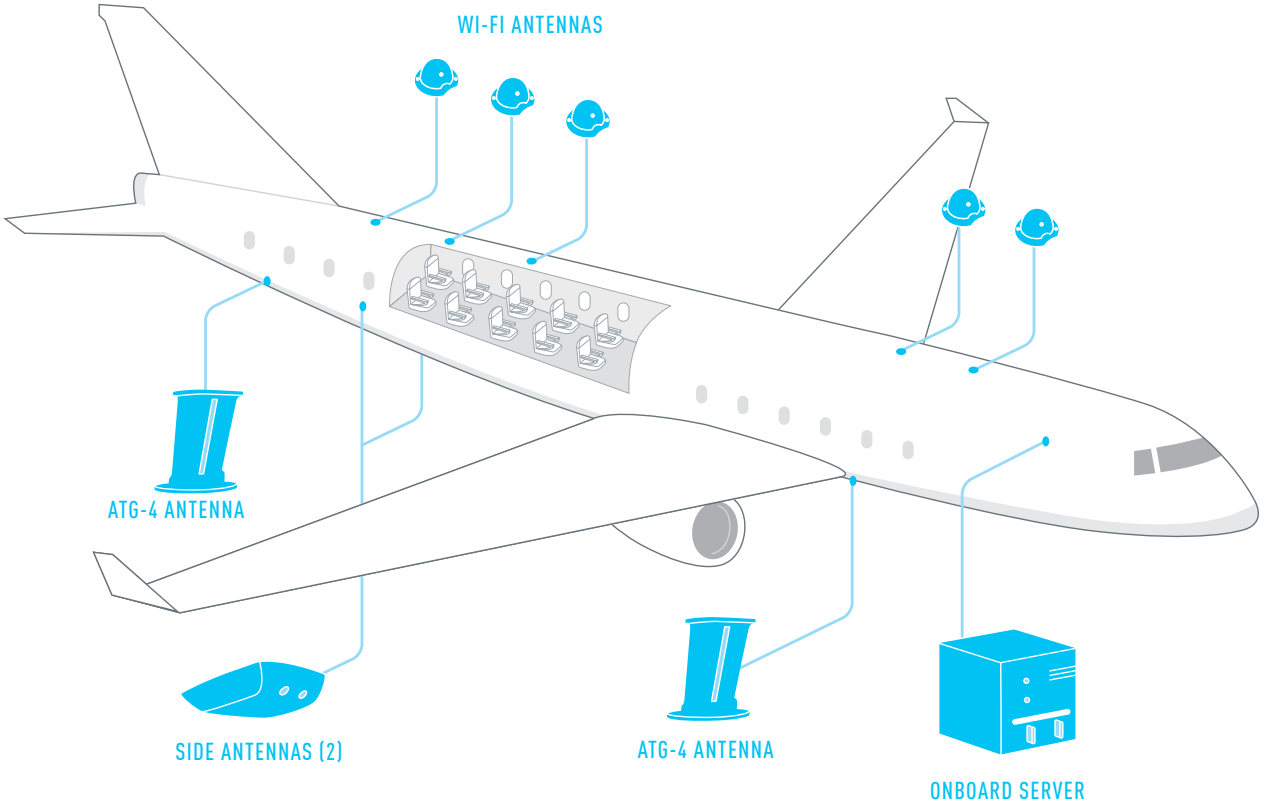 WI-FI ANTENNAS
ATG-4 ANTENNA
SIDE ANTENNAS (2)
ATG-4 ANTENNA
ONBOARD SERVER